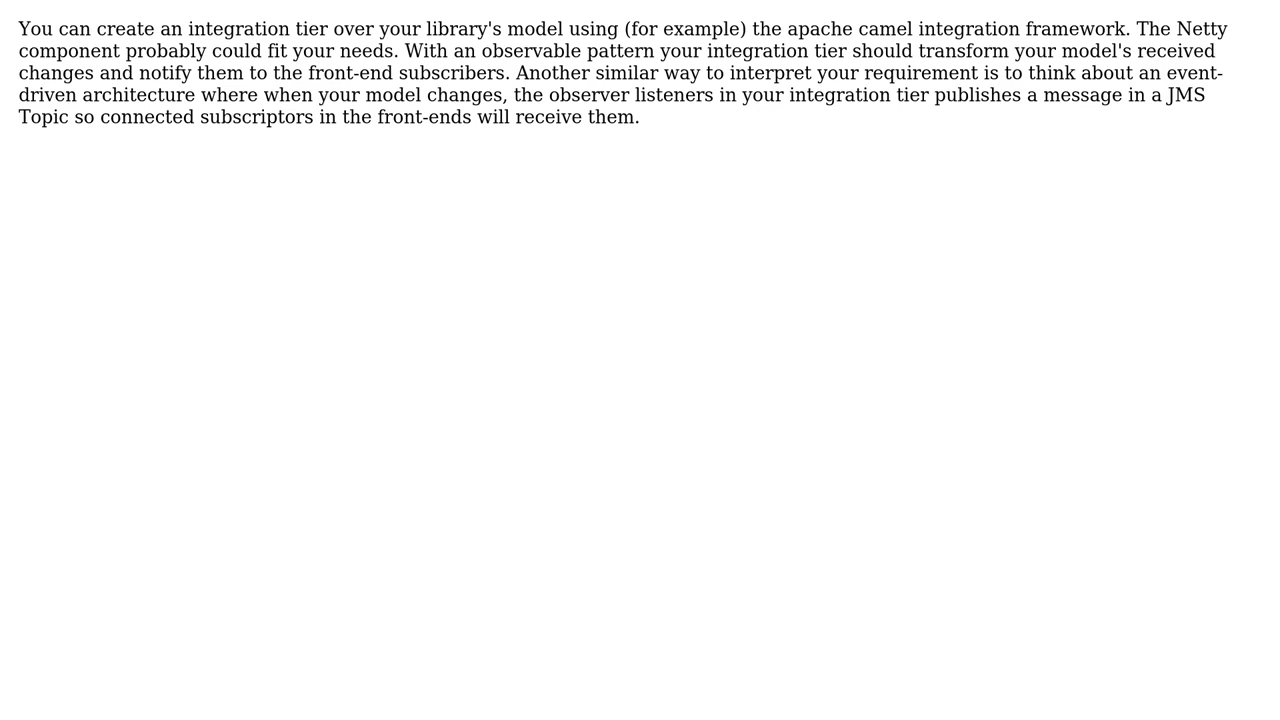 You can create an integration tier over your library's model using (for example) the apache camel integration framework. The Netty
component probably could fit your needs. With an observable pattern your integration tier should transform your model's received
changes and notify them to the front-end subscribers. Another similar way to interpret your requirement is to think about an event-
driven architecture where when your model changes, the observer listeners in your integration tier publishes a message in a JMS
Topic so connected subscriptors in the front-ends will receive them.